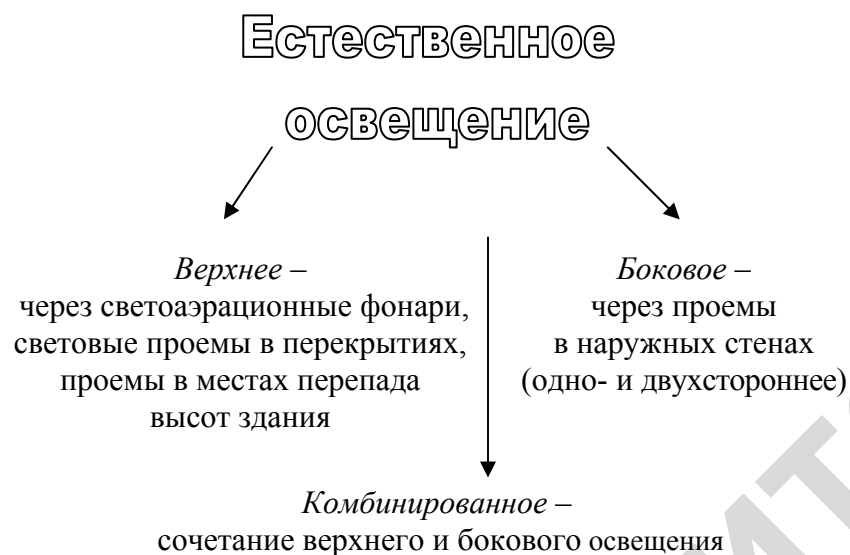 Естественное
освещение
Верхнее –
через светоаэрационные фонари,
световые проемы в перекрытиях,
проемы в местах перепада
высот здания
Боковое –
через проемы
в наружных стенах
(одно- и двухстороннее)
Комбинированное –
сочетание верхнего и бокового освещения